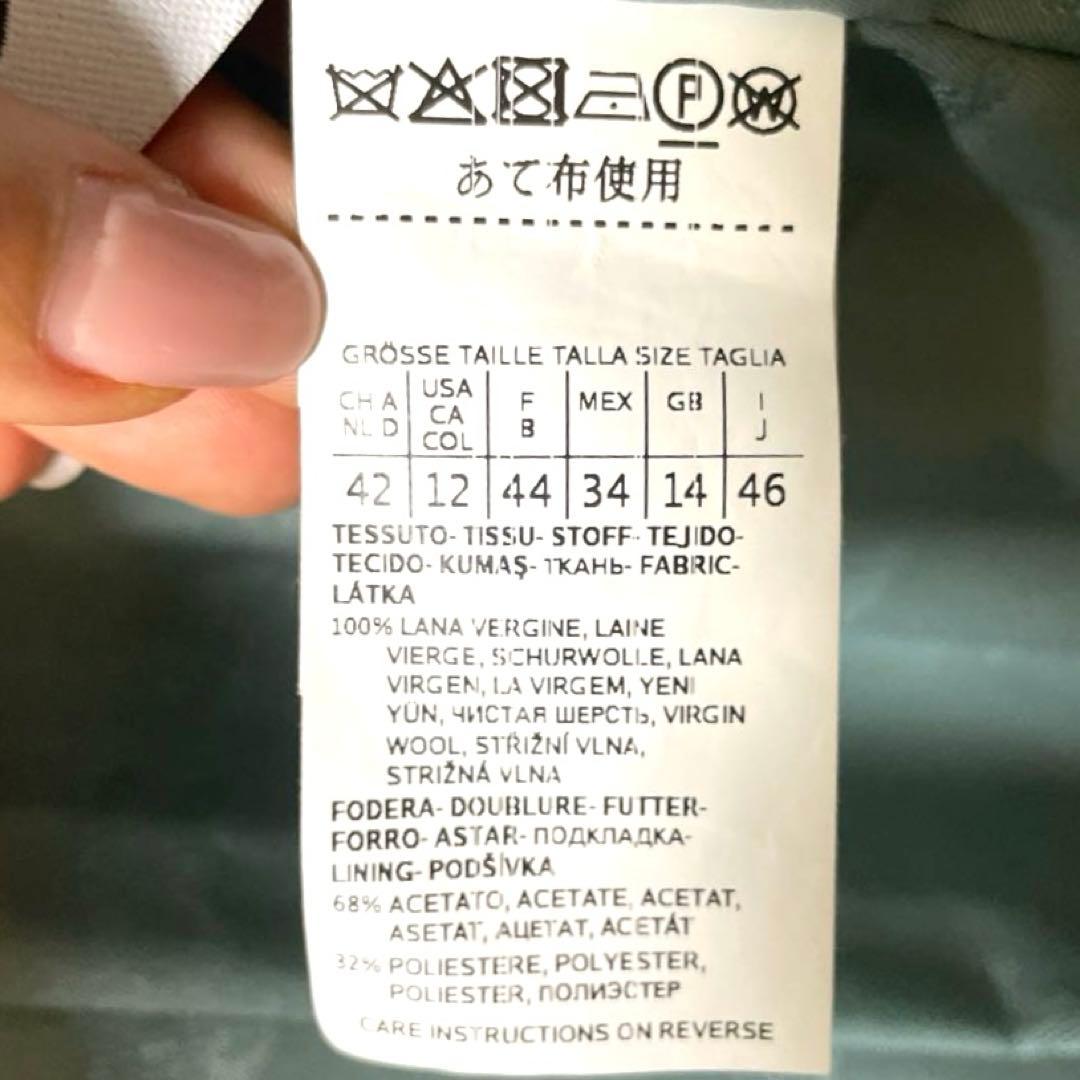 F W
あて布使用
GRÖSSE TAILLE TALLA SIZE TAGLIA
CH A NL D USA CA COL F B MEX GB I J
42 12 44 34 14 46
TESSUTO- TISSU- STOFF- TEJIDO-
TECIDO- KUMAŞ- ТКАНЬ- FABRIC-
LÁTKA
100% LANA VERGINE, LAINE
VIERGE, SCHURWOLLE, LANA
VIRGEN, LA VIRGEM, YENI
YÜN, ЧИСТАЯ ШЕРСТЬ, VIRGIN
WOOL, STŘIŽNÍ VLNA,
STRIŽNÁ VLNA
FODERA- DOUBLURE- FUTTER-
FORRO- ASTAR- ПОДКЛАДКА-
LINING- PODŠÍVKA
68% ACETATO, ACETATE, ACETAT,
ASETAT, АЦЕТАТ, ACETÁT
32% POLIESTERE, POLYESTER,
POLIESTER, ПОЛИЭСТЕР
CARE INSTRUCTIONS ON REVERSE